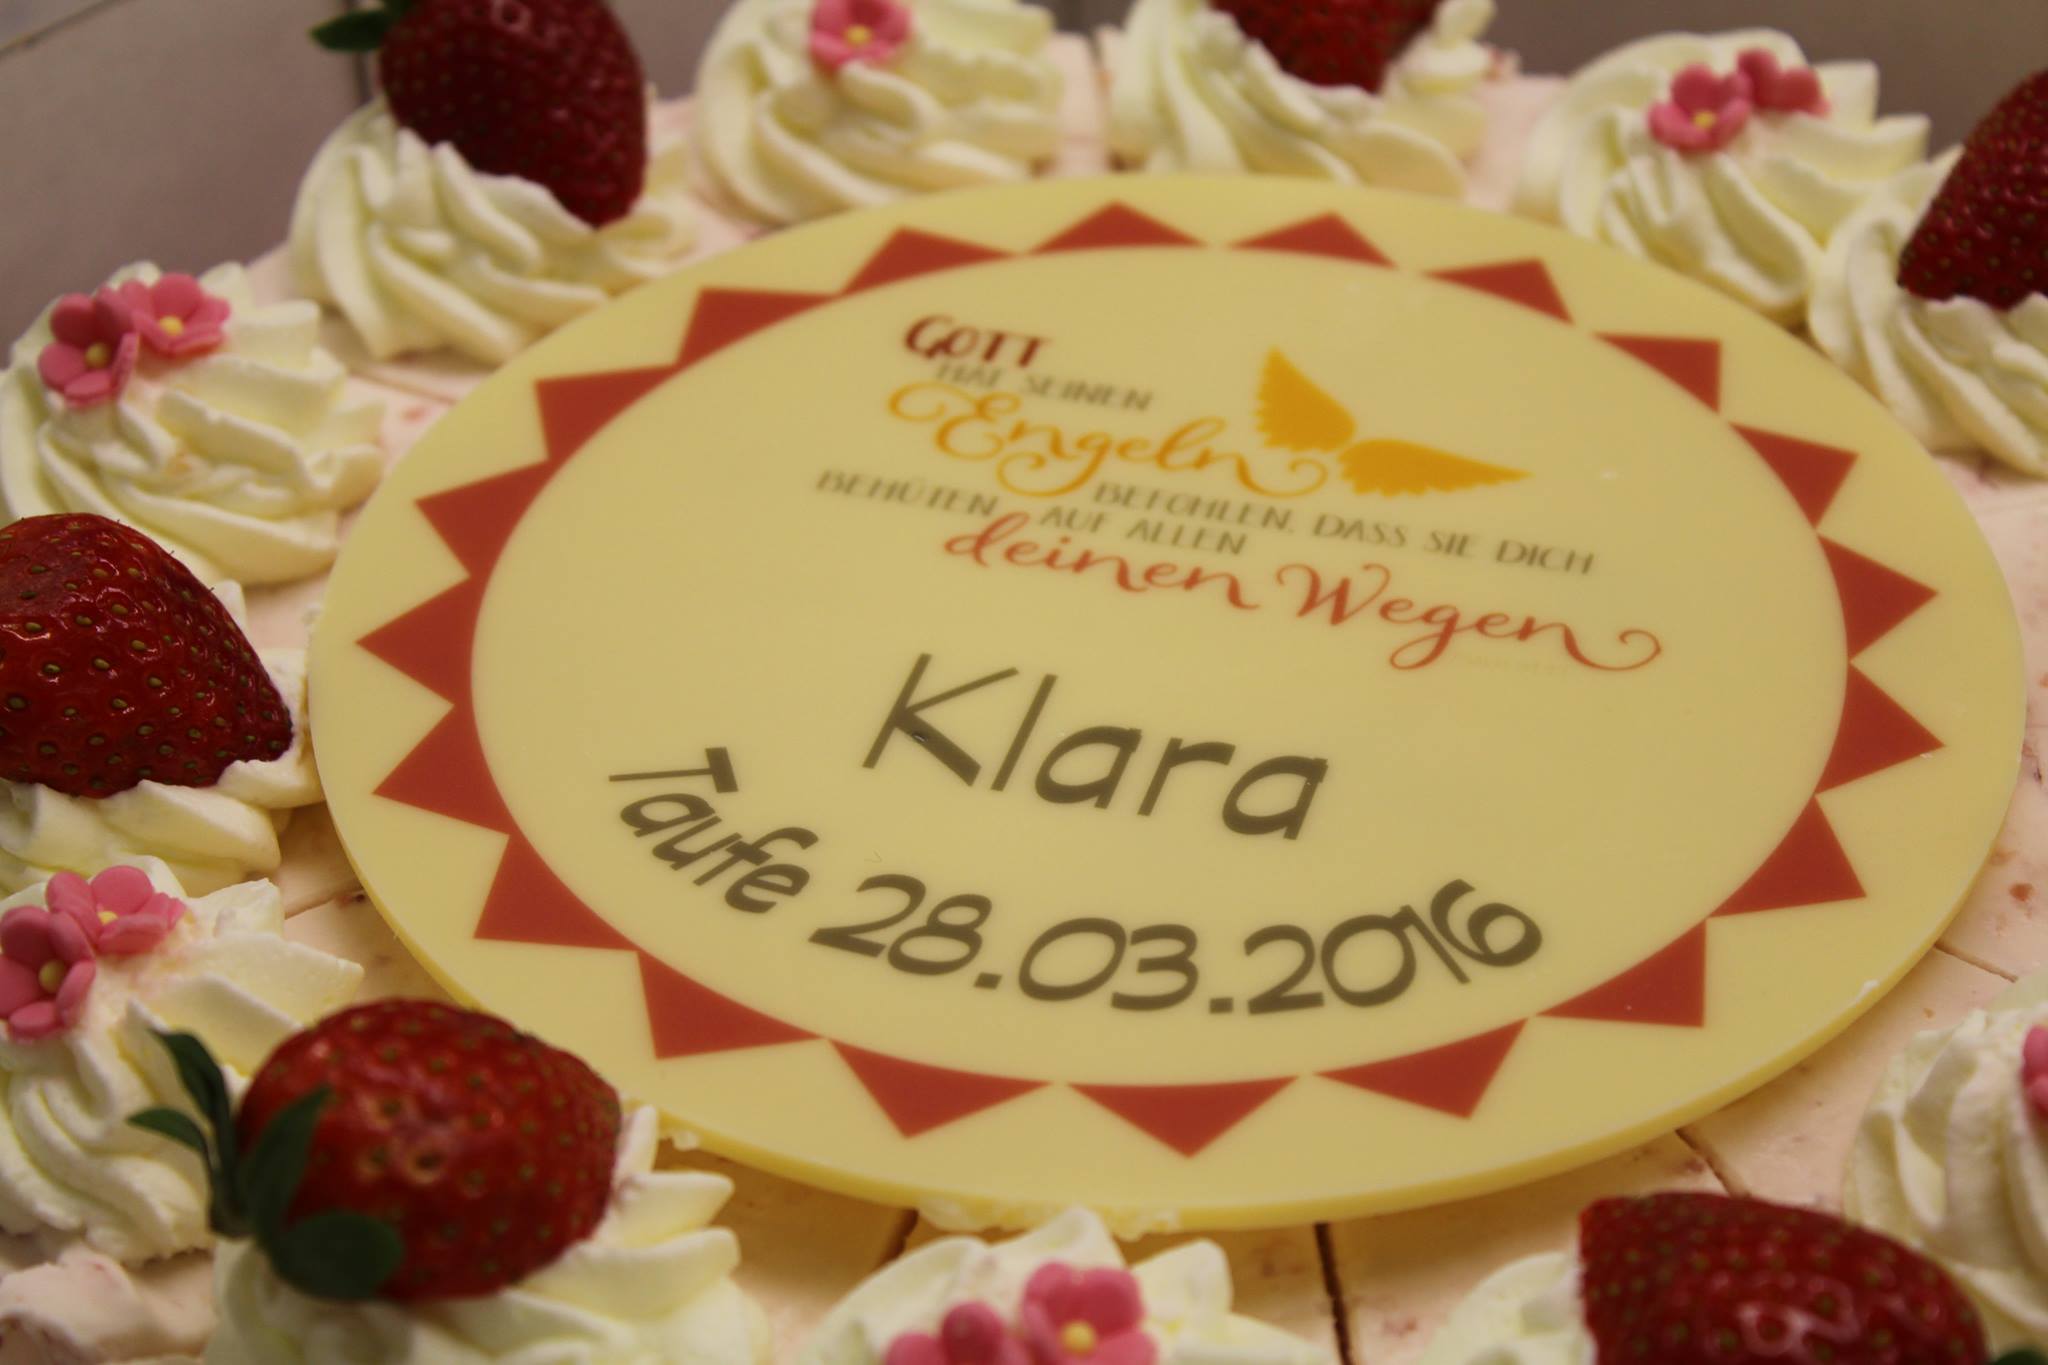 GOTT
HAT SEINEN
Engeln
BEFOHLEN, DASS SIE DICH
BEHÜTEN AUF ALLEN
deinen Wegen
Klara
Taufe 28.03.2016